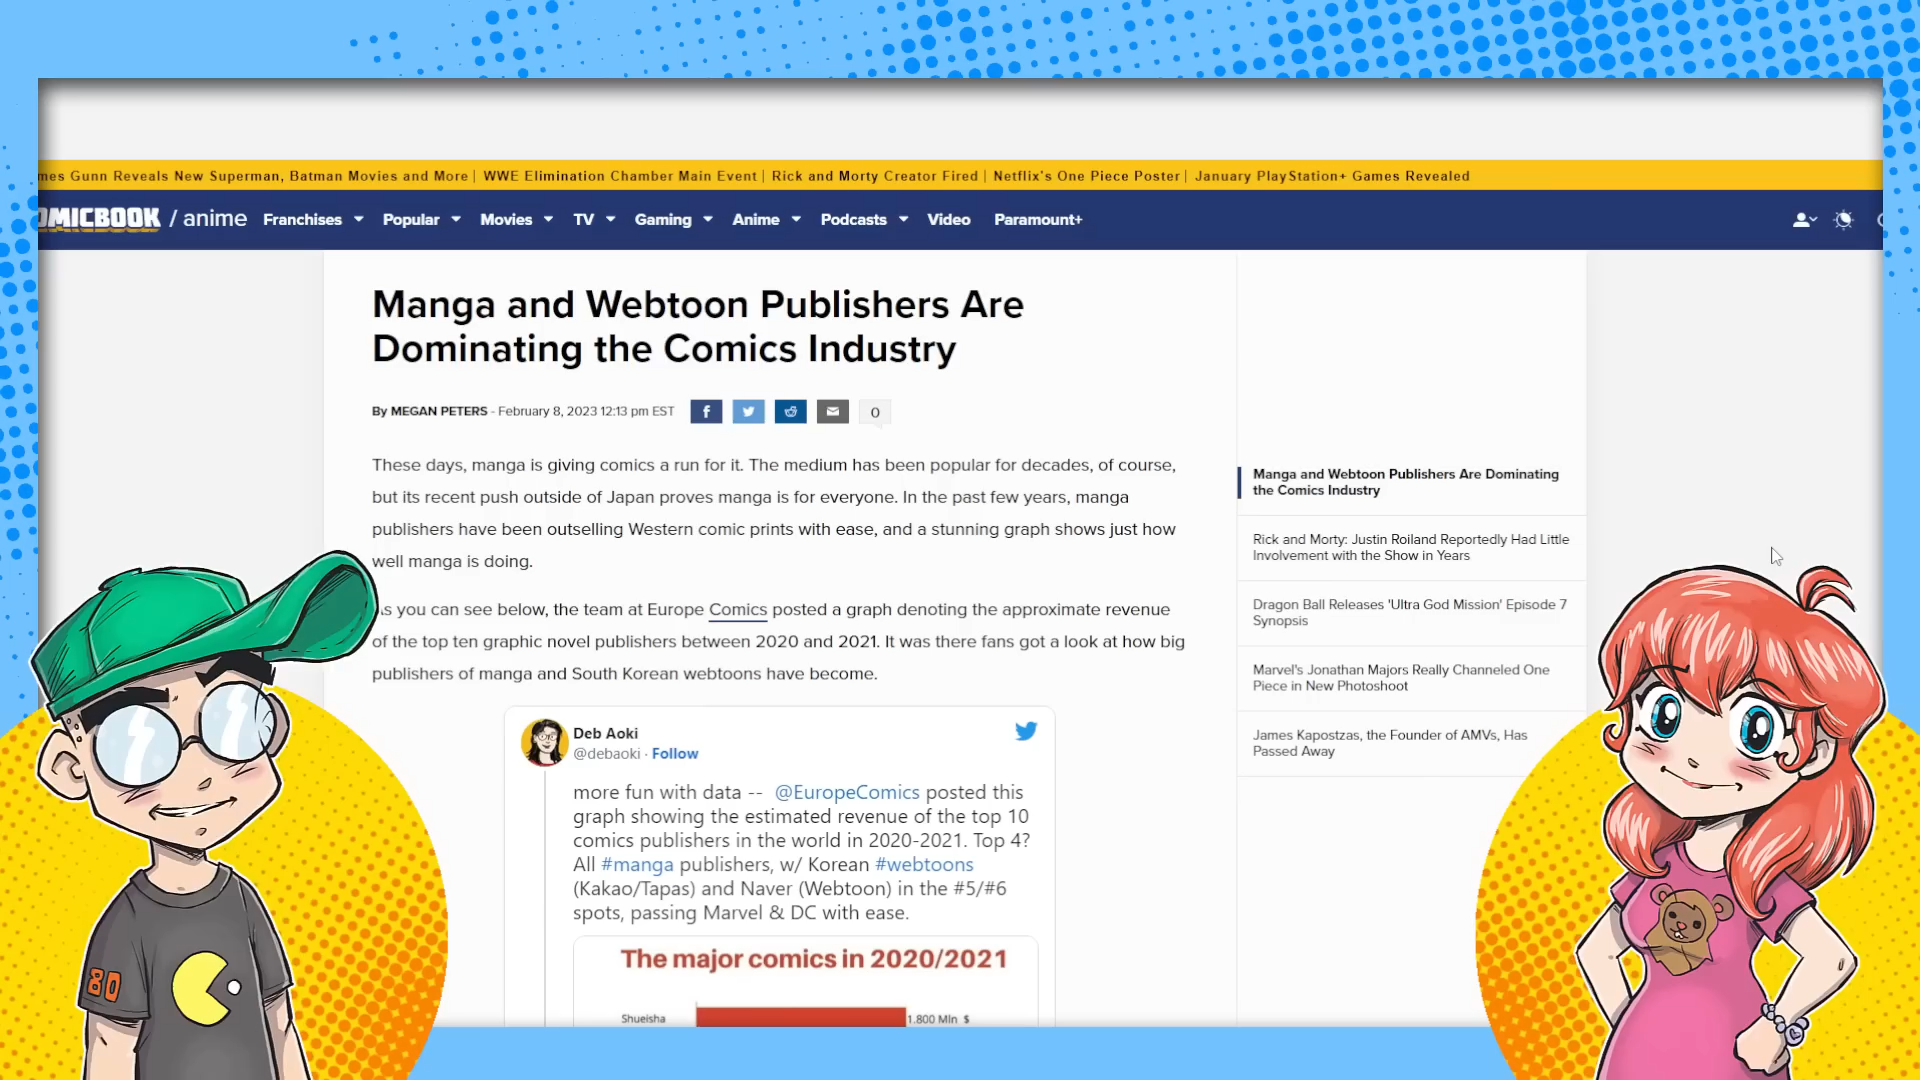 mes Gunn Reveals New Superman, Batman Movies and More | WWE Elimination Chamber Main Event | Rick and Morty Creator Fired | Netflix's One Piece Poster | January PlayStation+ Games Revealed
OMICBOOK / anime Franchises Popular Movies TV Gaming Anime Podcasts Video Paramount+
Manga and Webtoon Publishers Are
Dominating the Comics Industry
By MEGAN PETERS - February 8, 2023 12:13 pm EST 0
These days, manga is giving comics a run for it. The medium has been popular for decades, of course,
but its recent push outside of Japan proves manga is for everyone. In the past few years, manga
publishers have been outselling Western comic prints with ease, and a stunning graph shows just how
well manga is doing.
s you can see below, the team at Europe Comics posted a graph denoting the approximate revenue
of the top ten graphic novel publishers between 2020 and 2021. It was there fans got a look at how big
publishers of manga and South Korean webtoons have become.
Deb Aoki
@debaoki · Follow
more fun with data -- @EuropeComics posted this
graph showing the estimated revenue of the top 10
comics publishers in the world in 2020-2021. Top 4?
All #manga publishers, w/ Korean #webtoons
(Kakao/Tapas) and Naver (Webtoon) in the #5/#6
spots, passing Marvel & DC with ease.
The major comics in 2020/2021
Shueisha 1.800 Mln $
Manga and Webtoon Publishers Are Dominating
the Comics Industry
Rick and Morty: Justin Roiland Reportedly Had Little
Involvement with the Show in Years
Dragon Ball Releases 'Ultra God Mission' Episode 7
Synopsis
Marvel's Jonathan Majors Really Channeled One
Piece in New Photoshoot
James Kapostzas, the Founder of AMVs, Has
Passed Away
80